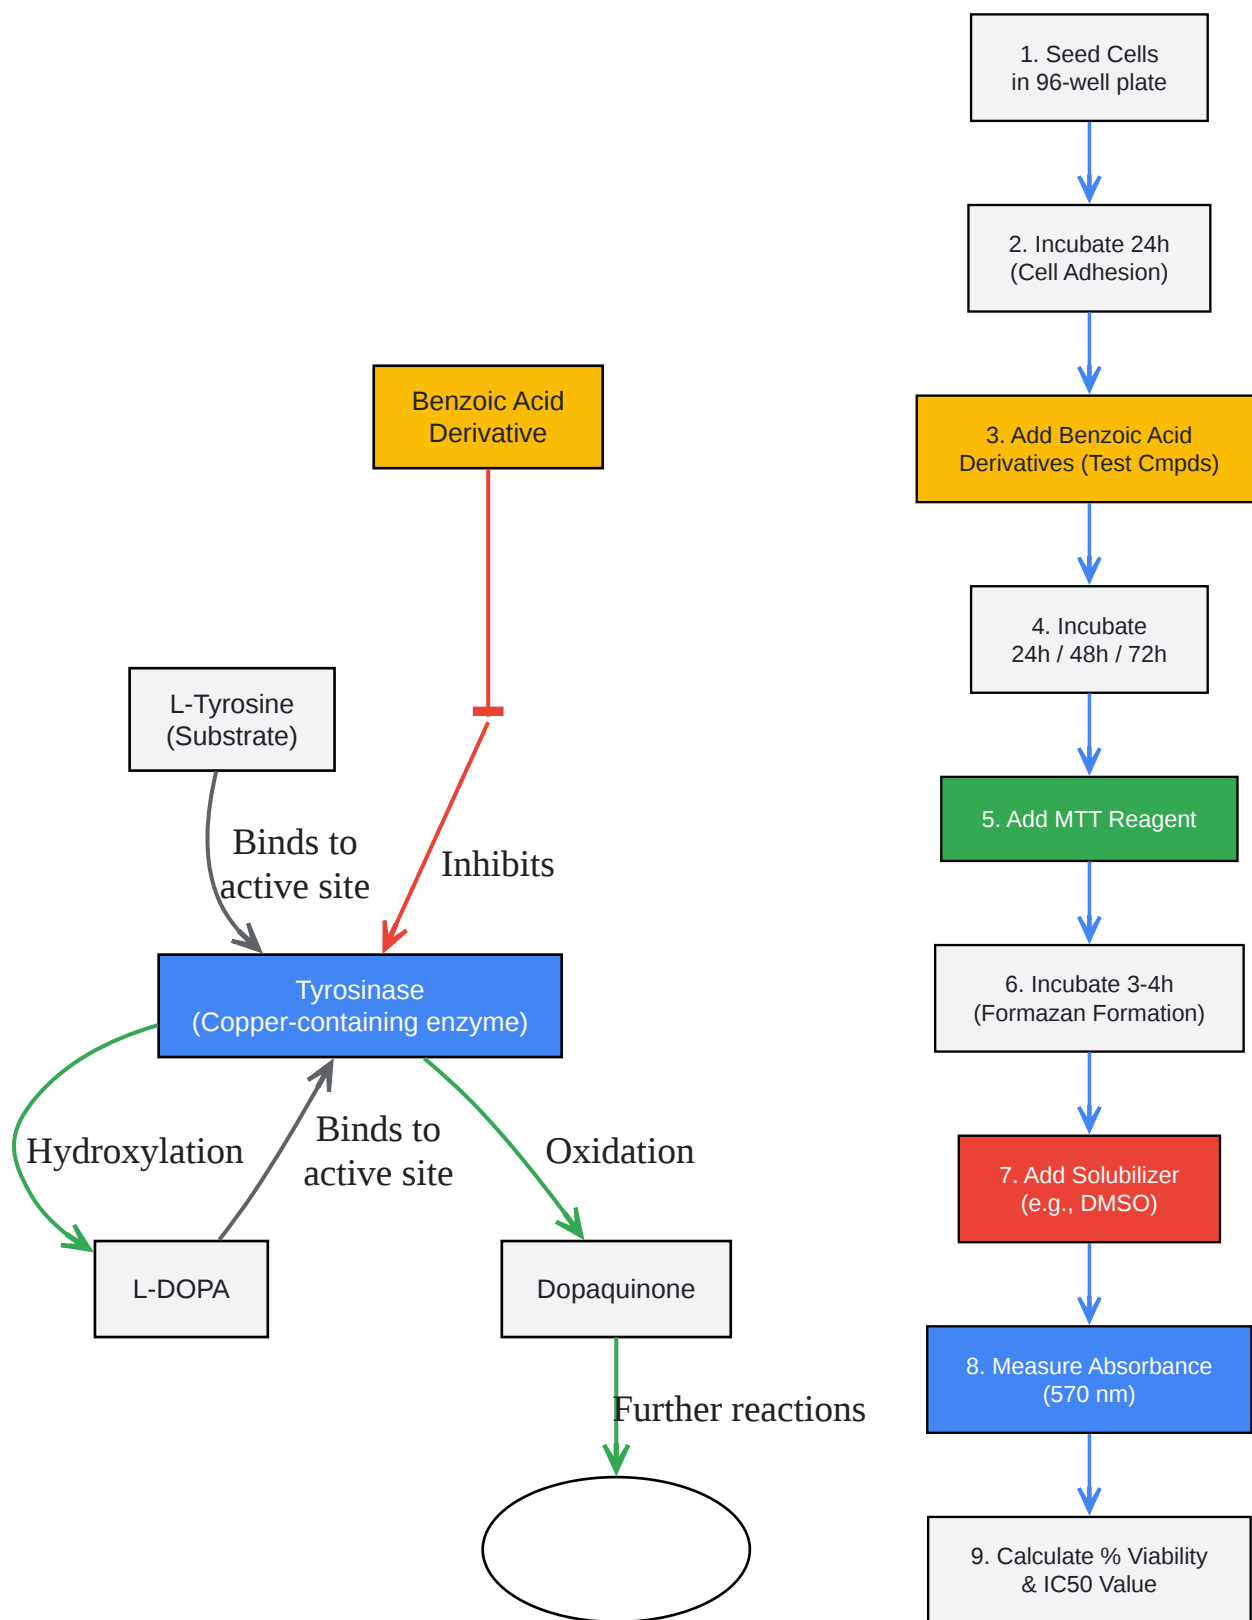 Benzoic Acid
Derivative
L-Tyrosine
(Substrate)
Binds to
active site
Inhibits
Tyrosinase
(Copper-containing enzyme)
Hydroxylation
Binds to
active site
Oxidation
L-DOPA
Dopaquinone
Further reactions
1. Seed Cells
in 96-well plate
2. Incubate 24h
(Cell Adhesion)
3. Add Benzoic Acid
Derivatives (Test Cmpds)
4. Incubate
24h / 48h / 72h
5. Add MTT Reagent
6. Incubate 3-4h
(Formazan Formation)
7. Add Solubilizer
(e.g., DMSO)
8. Measure Absorbance
(570 nm)
9. Calculate % Viability
& IC50 Value